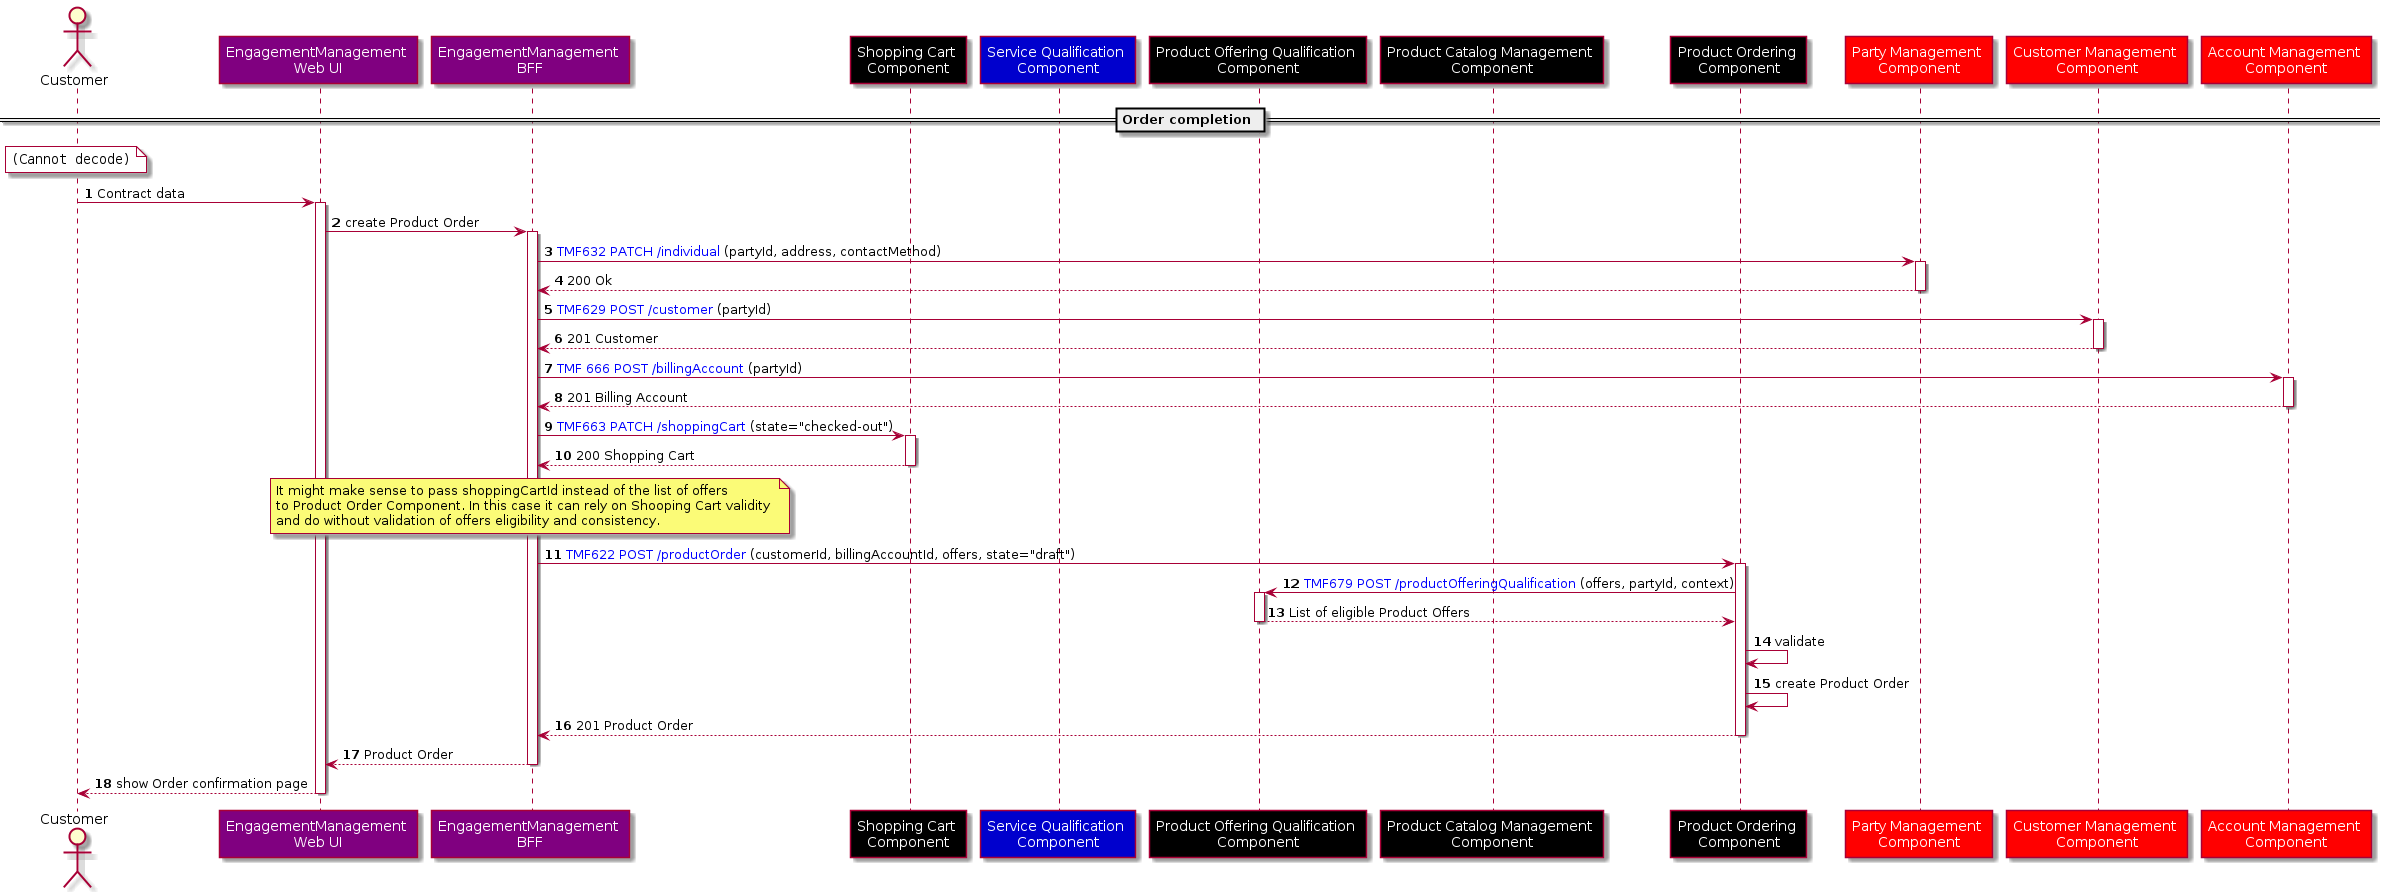 Customer
EngagementManagement
Web UI
EngagementManagement
BFF
Shopping Cart
Component
Service Qualification
Component
Product Offering Qualification
Component
Product Catalog Management
Component
Product Ordering
Component
Party Management
Component
Customer Management
Component
Account Management
Component
Order completion
(Cannot decode)
1 Contract data
2 create Product Order
3 TMF632 PATCH /individual (partyId, address, contactMethod)
4 200 Ok
5 TMF629 POST /customer (partyId)
6 201 Customer
7 TMF 666 POST /billingAccount (partyId)
8 201 Billing Account
9 TMF663 PATCH /shoppingCart (state="checked-out")
10 200 Shopping Cart
It might make sense to pass shoppingCartId instead of the list of offers
to Product Order Component. In this case it can rely on Shooping Cart validity
and do without validation of offers eligibility and consistency.
11 TMF622 POST /productOrder (customerId, billingAccountId, offers, state="draft")
12 TMF679 POST /productOfferingQualification (offers, partyId, context)
13 List of eligible Product Offers
14 validate
15 create Product Order
16 201 Product Order
17 Product Order
18 show Order confirmation page
Customer
EngagementManagement
Web UI
EngagementManagement
BFF
Shopping Cart
Component
Service Qualification
Component
Product Offering Qualification
Component
Product Catalog Management
Component
Product Ordering
Component
Party Management
Component
Customer Management
Component
Account Management
Component